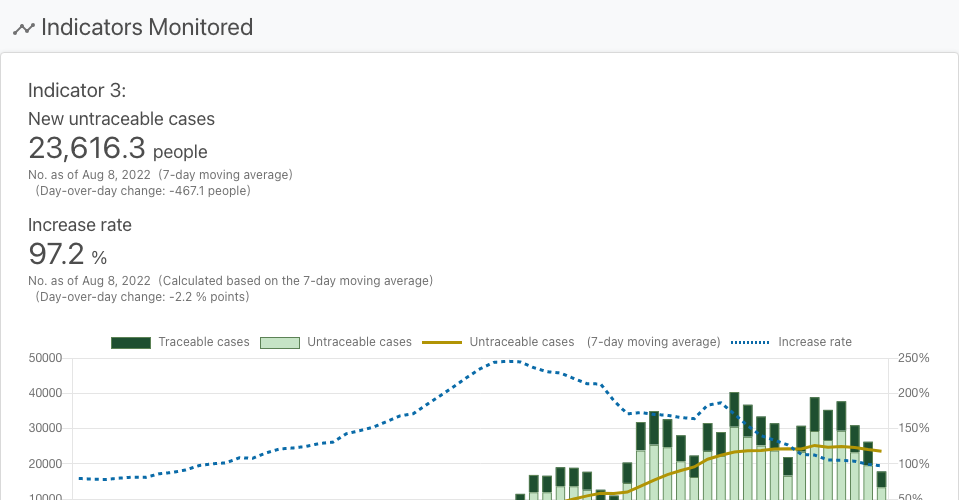 Indicators Monitored
Indicator 3:
New untraceable cases
23,616.3 people
No. as of Aug 8, 2022 (7-day moving average)
(Day-over-day change: -467.1 people)
Increase rate
97.2 %
No. as of Aug 8, 2022 (Calculated based on the 7-day moving average)
(Day-over-day change: -2.2 % points)
Traceable cases Untraceable cases Untraceable cases (7-day moving average) Increase rate
50000 250%
40000 200%
30000 150%
20000 100%
10000 50%